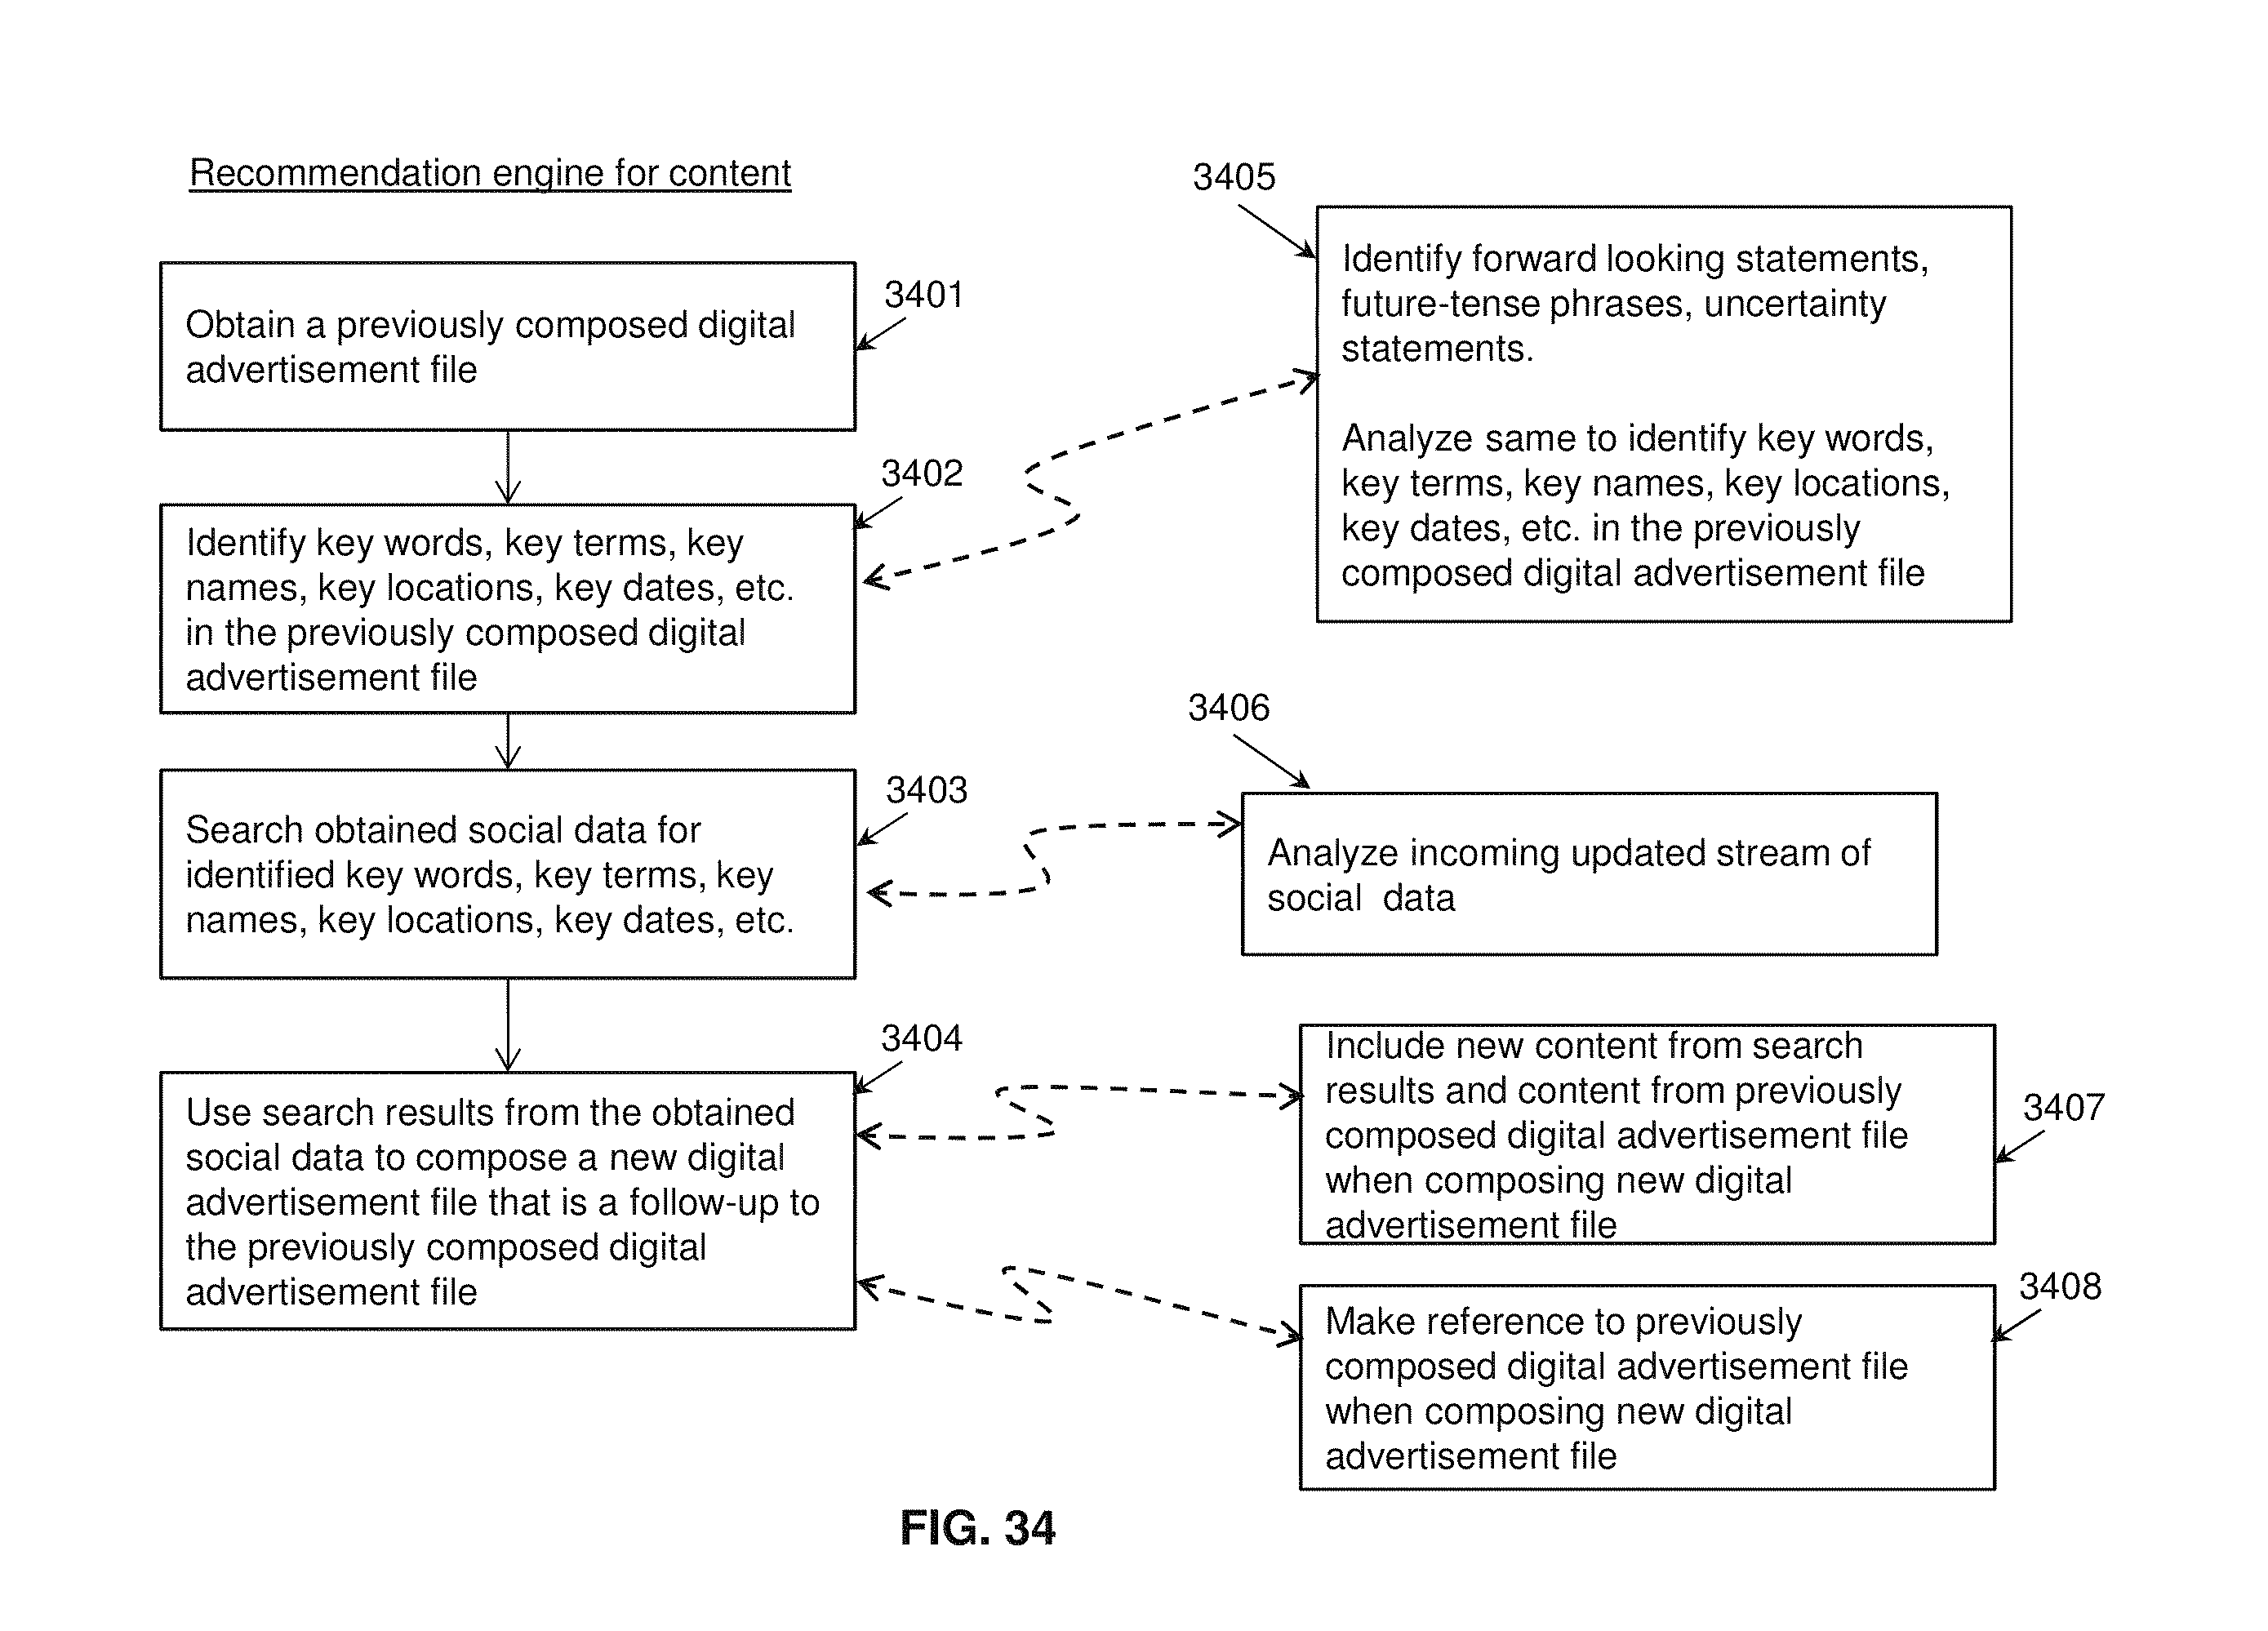 Recommendation engine for content
3401
Obtain a previously composed digital
advertisement file
3402
Identify key words, key terms, key
names, key locations, key dates, etc.
in the previously composed digital
advertisement file
3403
Search obtained social data for
identified key words, key terms, key
names, key locations, key dates, etc.
3404
Use search results from the obtained
social data to compose a new digital
advertisement file that is a follow-up to
the previously composed digital
advertisement file
3405
Identify forward looking statements,
future-tense phrases, uncertainty
statements.
Analyze same to identify key words,
key terms, key names, key locations,
key dates, etc. in the previously
composed digital advertisement file
3406
Analyze incoming updated stream of
social data
3407
Include new content from search
results and content from previously
composed digital advertisement file
when composing new digital
advertisement file
3408
Make reference to previously
composed digital advertisement file
when composing new digital
advertisement file
FIG. 34